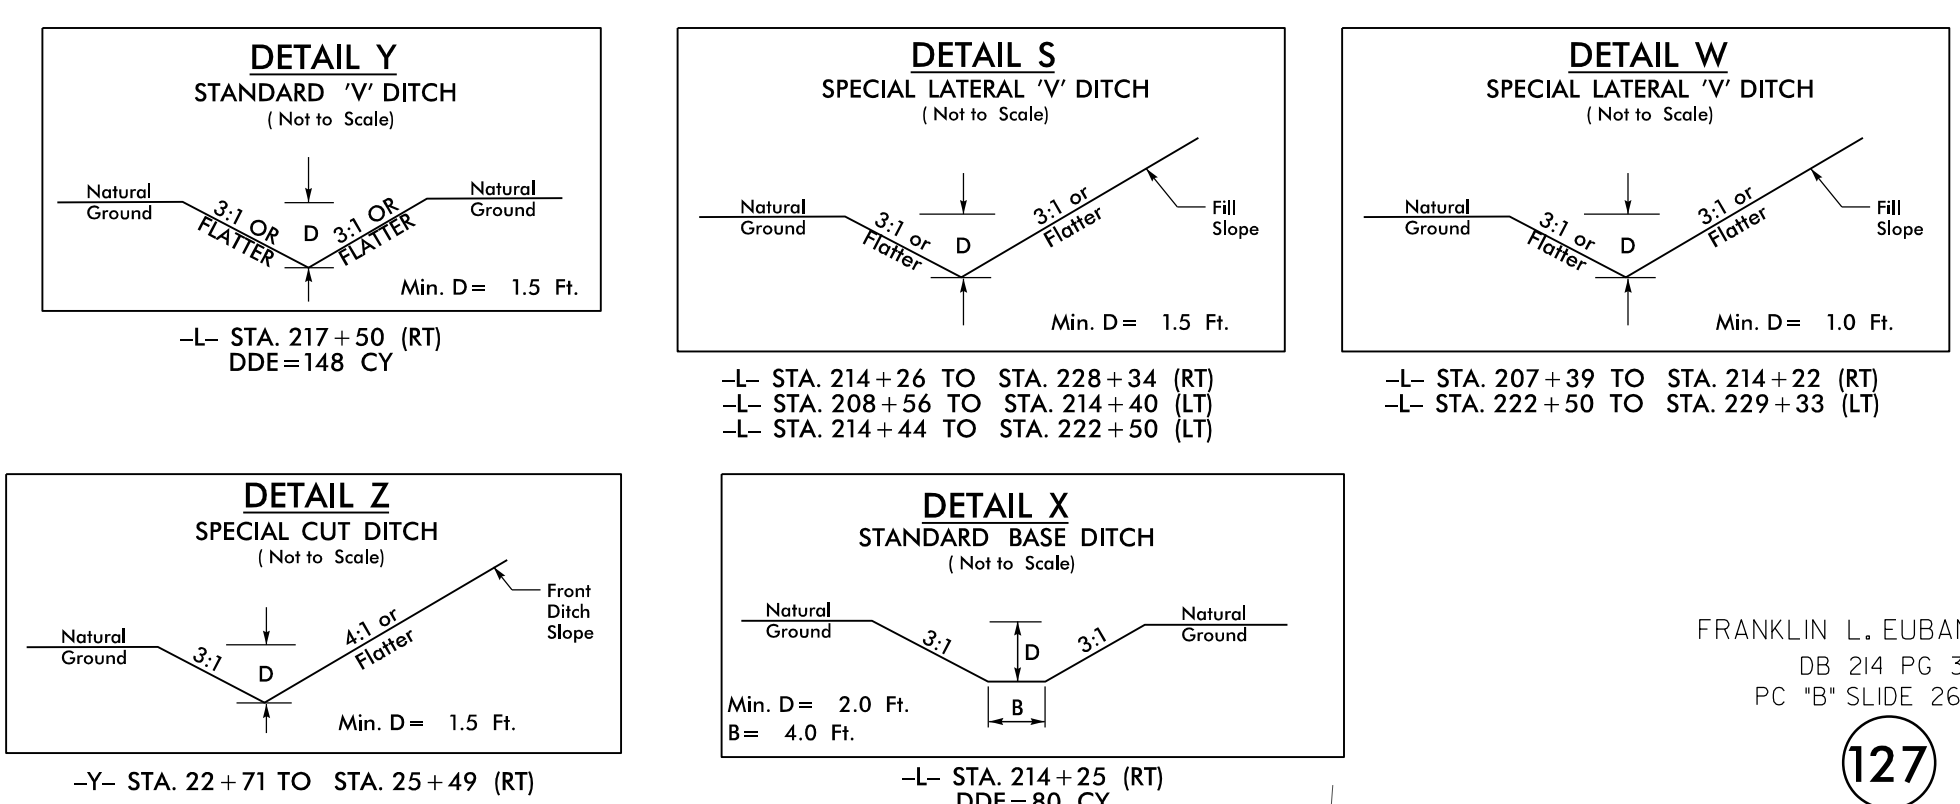 DETAIL Y
STANDARD 'V' DITCH
( Not to Scale)
Natural
Ground
3:1 OR
FLATTER
D
3:1 OR
FLATTER
Natural
Ground
Min. D = 1.5 Ft.
–L– STA. 217+50 (RT)
DDE=148 CY
DETAIL S
SPECIAL LATERAL 'V' DITCH
( Not to Scale)
Natural
Ground
3:1 or
Flatter
D
3:1 or
Flatter
Fill
Slope
Min. D = 1.5 Ft.
–L– STA. 214+26 TO STA. 228+34 (RT)
–L– STA. 208+56 TO STA. 214+40 (LT)
–L– STA. 214+44 TO STA. 222+50 (LT)
DETAIL W
SPECIAL LATERAL 'V' DITCH
( Not to Scale)
Natural
Ground
3:1 or
Flatter
D
3:1 or
Flatter
Fill
Slope
Min. D = 1.0 Ft.
–L– STA. 207+39 TO STA. 214+22 (RT)
–L– STA. 222+50 TO STA. 229+33 (LT)
DETAIL Z
SPECIAL CUT DITCH
( Not to Scale)
Natural
Ground
3:1
D
4:1 or
Flatter
Front
Ditch
Slope
Min. D = 1.5 Ft.
–Y– STA. 22+71 TO STA. 25+49 (RT)
DETAIL X
STANDARD BASE DITCH
( Not to Scale)
Natural
Ground
3:1
D
3:1
Natural
Ground
B
Min. D = 2.0 Ft.
B = 4.0 Ft.
–L– STA. 214+25 (RT)
DDE=80 CY
FRANKLIN L. EUBAN
DB 214 PG 3
PC "B" SLIDE 26
127